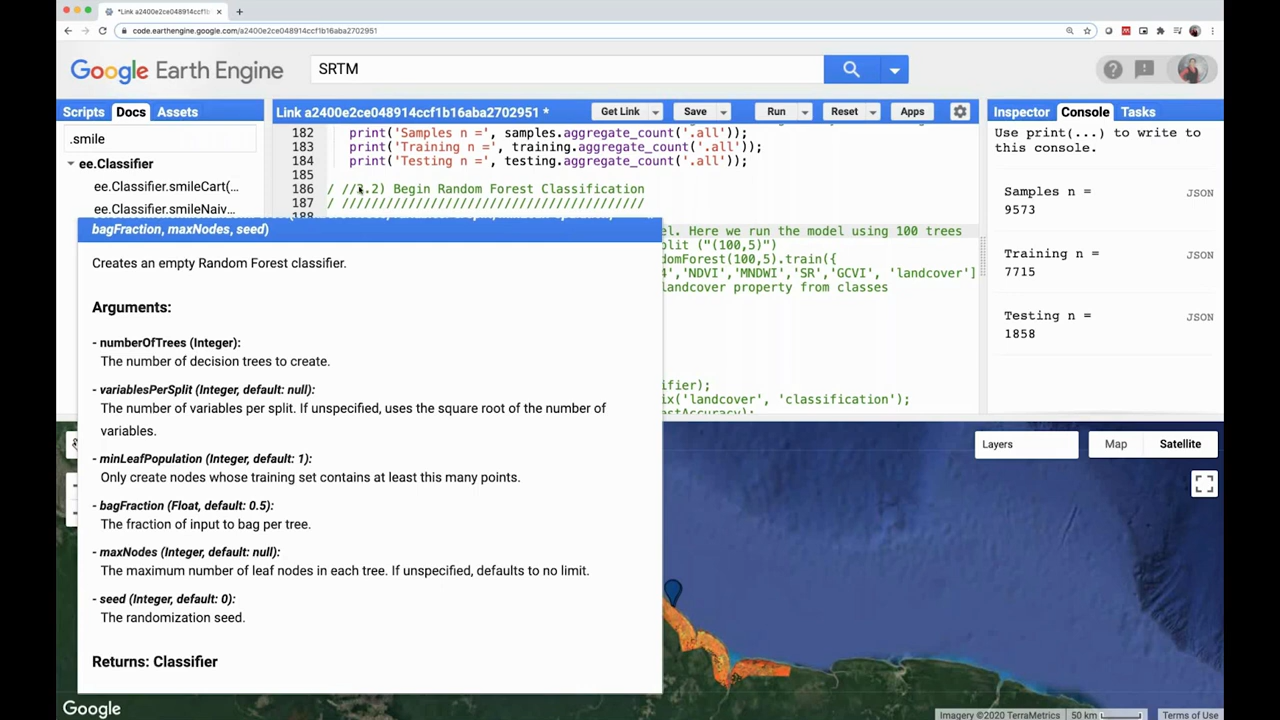 *Link a2400e2ce048914ccf1b
code.earthengine.google.com/a2400e2ce048914ccf1b16aba2702951
Google Earth Engine
SRTM
Scripts Docs Assets
Link a2400e2ce048914ccf1b16aba2702951 *
Get Link Save Run Reset Apps
Inspector Console Tasks
.smile
ee.Classifier
ee.Classifier.smileCart(...
ee.Classifier.smileNaiv...
182 print('Samples n =', samples.aggregate_count('.all'));
183 print('Training n =', training.aggregate_count('.all'));
184 print('Testing n =', testing.aggregate_count('.all'));
185
186 / //.2) Begin Random Forest Classification
187 / /////////////////////////////////////////
188
el. Here we run the model using 100 trees
plit ("(100,5)")
domForest(100,5).train({
4','NDVI','MNDWI','SR','GCVI', 'landcover']
landcover property from classes
ifier);
ix('landcover', 'classification');
estAccuracy);
bagFraction, maxNodes, seed)
Creates an empty Random Forest classifier.
Arguments:
- numberOfTrees (Integer):
The number of decision trees to create.
- variablesPerSplit (Integer, default: null):
The number of variables per split. If unspecified, uses the square root of the number of
variables.
- minLeafPopulation (Integer, default: 1):
Only create nodes whose training set contains at least this many points.
- bagFraction (Float, default: 0.5):
The fraction of input to bag per tree.
- maxNodes (Integer, default: null):
The maximum number of leaf nodes in each tree. If unspecified, defaults to no limit.
- seed (Integer, default: 0):
The randomization seed.
Returns: Classifier
Use print(...) to write to
this console.
Samples n = JSON
9573
Training n = JSON
7715
Testing n = JSON
1858
Layers
Map Satellite
Google
Imagery ©2020 TerraMetrics 50 km Terms of Use